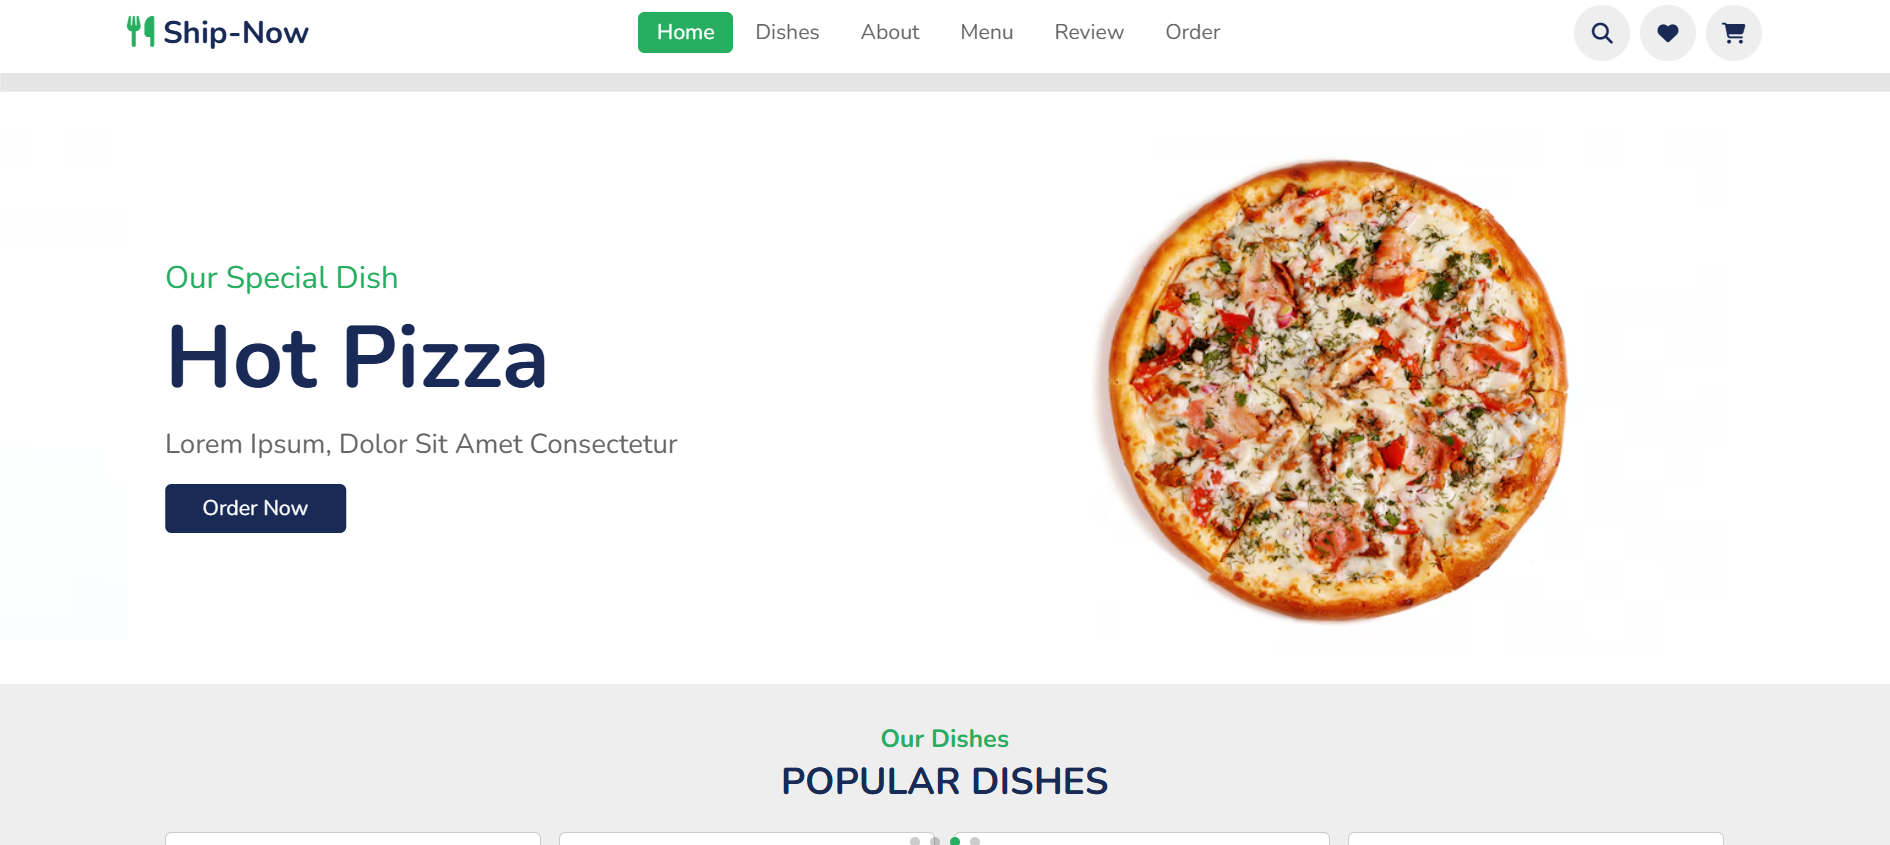 Ship-Now
Home
Dishes
About
Menu
Review
Order
Our Special Dish
Hot Pizza
Lorem Ipsum, Dolor Sit Amet Consectetur
Order Now
Our Dishes
POPULAR DISHES